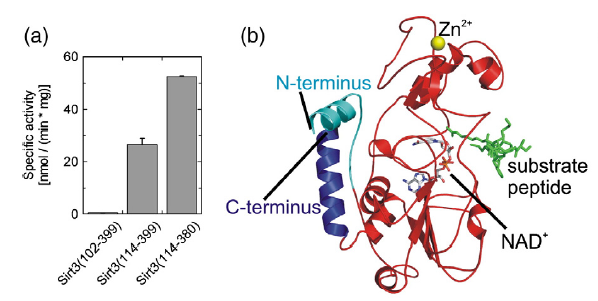 (a)
Specific activity
[nmol / (min * mg)]
60
40
20
0
Sirt3(102-399)
Sirt3(114-399)
Sirt3(114-380)
(b)
Zn²⁺
N-terminus
C-terminus
substrate
peptide
NAD⁺